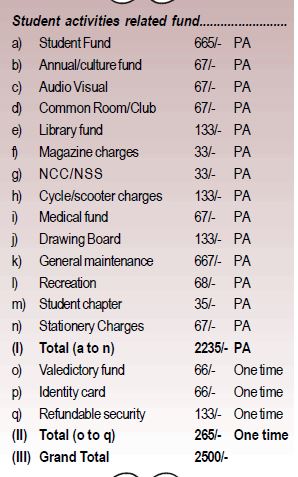 Student activities related fund..........................
a) Student Fund 665/- PA
b) Annual/culture fund 67/- PA
c) Audio Visual 67/- PA
d) Common Room/Club 67/- PA
e) Library fund 133/- PA
f) Magazine charges 33/- PA
g) NCC/NSS 33/- PA
h) Cycle/scooter charges 133/- PA
i) Medical fund 67/- PA
j) Drawing Board 133/- PA
k) General maintenance 667/- PA
l) Recreation 68/- PA
m) Student chapter 35/- PA
n) Stationery Charges 67/- PA
(I) Total (a to n) 2235/- PA
o) Valedictory fund 66/- One time
p) Identity card 66/- One time
q) Refundable security 133/- One time
(II) Total (o to q) 265/- One time
(III) Grand Total 2500/-